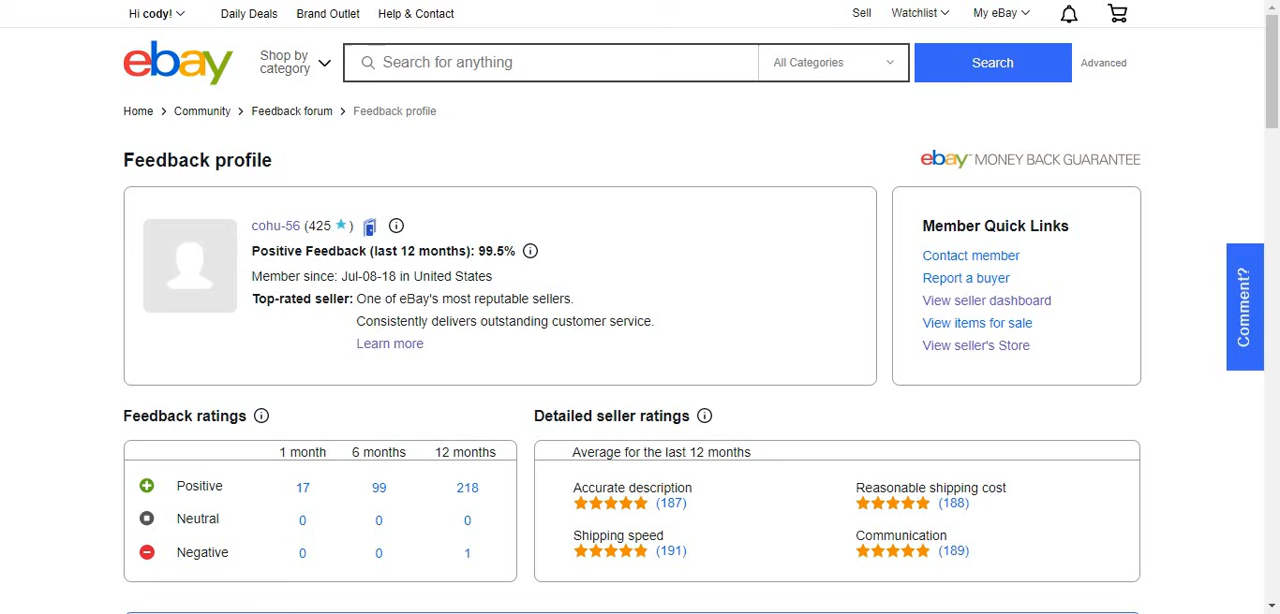 Hi cody! Daily Deals Brand Outlet Help & Contact Sell Watchlist My eBay
ebay Shop by category Search for anything All Categories Search Advanced
Home Community Feedback forum Feedback profile
Feedback profile
ebay™ MONEY BACK GUARANTEE
cohu-56 (425 ★)
Positive Feedback (last 12 months): 99.5%
Member since: Jul-08-18 in United States
Top-rated seller: One of eBay's most reputable sellers.
Consistently delivers outstanding customer service.
Learn more
Member Quick Links
Contact member
Report a buyer
View seller dashboard
View items for sale
View seller's Store
Comment?
Feedback ratings
1 month 6 months 12 months
Positive 17 99 218
Neutral 0 0 0
Negative 0 0 1
Detailed seller ratings
Average for the last 12 months
Accurate description
(187)
Reasonable shipping cost
(188)
Shipping speed
(191)
Communication
(189)